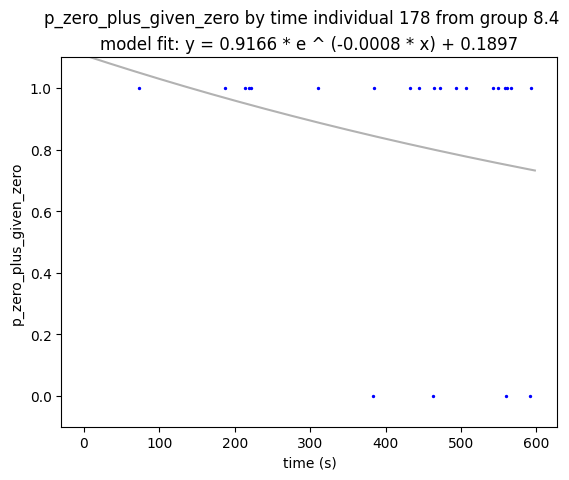 p_zero_plus_given_zero by time individual 178 from group 8.4
model fit: y = 0.9166 * e ^ (-0.0008 * x) + 0.1897
1.0
0.8
0.6
0.4
0.2
0.0
p_zero_plus_given_zero
0 100 200 300 400 500 600
time (s)